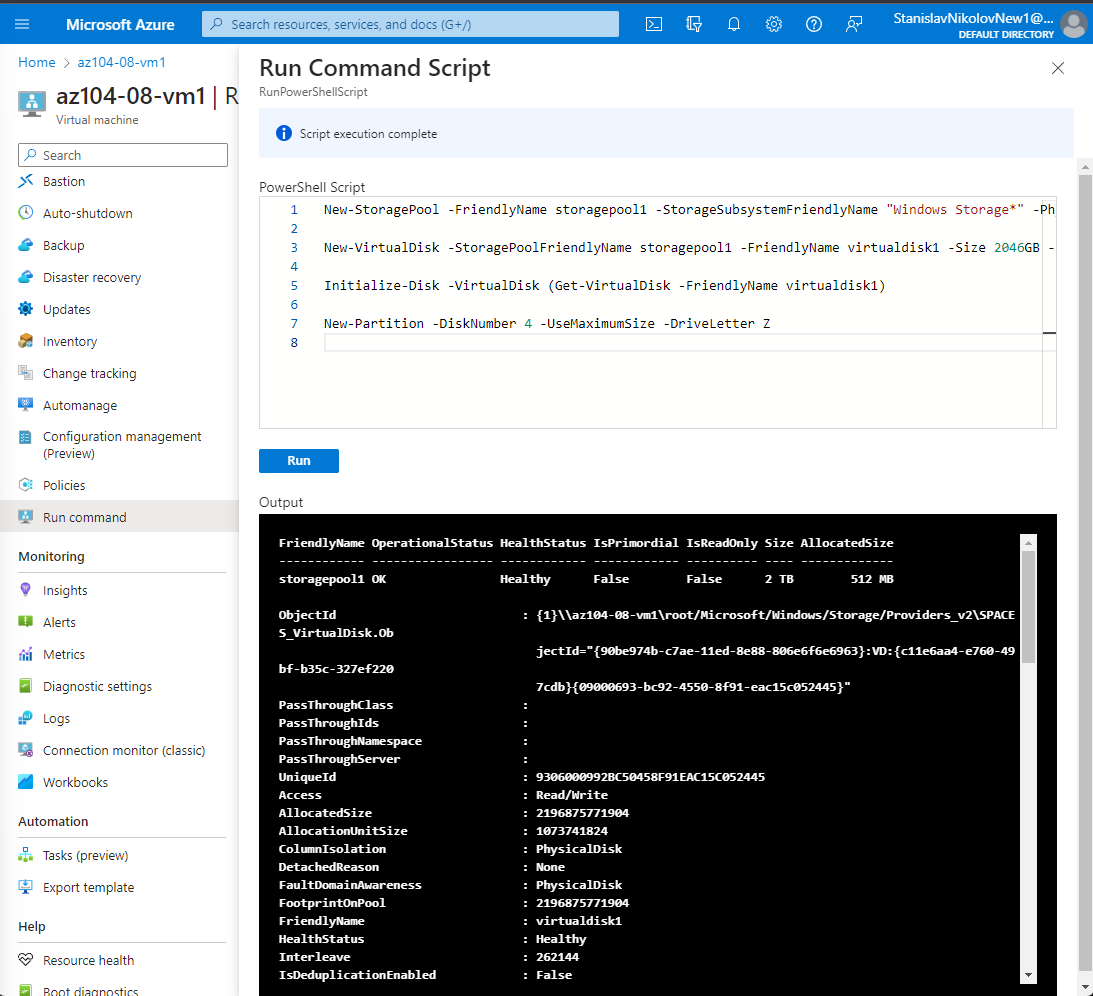 Microsoft Azure
Search resources, services, and docs (G+/)
StanislavNikolovNew1@...
DEFAULT DIRECTORY
Home > az104-08-vm1
az104-08-vm1 | R
Virtual machine
Search
Bastion
Auto-shutdown
Backup
Disaster recovery
Updates
Inventory
Change tracking
Automanage
Configuration management
(Preview)
Policies
Run command
Monitoring
Insights
Alerts
Metrics
Diagnostic settings
Logs
Connection monitor (classic)
Workbooks
Automation
Tasks (preview)
Export template
Help
Resource health
Boot diagnostics
Run Command Script
RunPowerShellScript
Script execution complete
PowerShell Script
1 New-StoragePool -FriendlyName storagepool1 -StorageSubsystemFriendlyName "Windows Storage*" -Ph
2
3 New-VirtualDisk -StoragePoolFriendlyName storagepool1 -FriendlyName virtualdisk1 -Size 2046GB -
4
5 Initialize-Disk -VirtualDisk (Get-VirtualDisk -FriendlyName virtualdisk1)
6
7 New-Partition -DiskNumber 4 -UseMaximumSize -DriveLetter Z
8
Run
Output
FriendlyName OperationalStatus HealthStatus IsPrimordial IsReadOnly Size AllocatedSize
------------ ----------------- ------------ ------------ ---------- ---- -------------
storagepool1 OK Healthy False False 2 TB 512 MB
ObjectId : {1}\\az104-08-vm1\root/Microsoft/Windows/Storage/Providers_v2\SPACE
S_VirtualDisk.Ob
jectId="{90be974b-c7ae-11ed-8e88-806e6f6e6963}:VD:{c11e6aa4-e760-49
bf-b35c-327ef220
7cdb}{09000693-bc92-4550-8f91-eac15c052445}"
PassThroughClass :
PassThroughIds :
PassThroughNamespace :
PassThroughServer :
UniqueId : 9306000992BC50458F91EAC15C052445
Access : Read/Write
AllocatedSize : 2196875771904
AllocationUnitSize : 1073741824
ColumnIsolation : PhysicalDisk
DetachedReason : None
FaultDomainAwareness : PhysicalDisk
FootprintOnPool : 2196875771904
FriendlyName : virtualdisk1
HealthStatus : Healthy
Interleave : 262144
IsDeduplicationEnabled : False